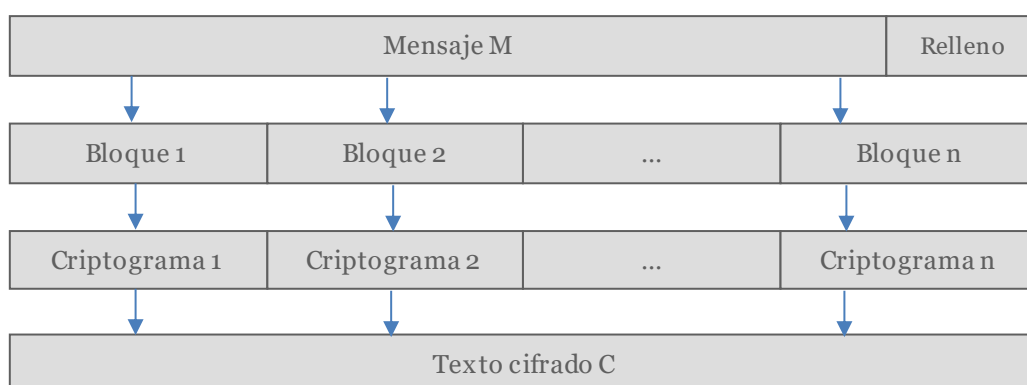 Mensaje M Relleno
Bloque 1 Bloque 2 ... Bloque n
Criptograma 1 Criptograma 2 ... Criptograma n
Texto cifrado C